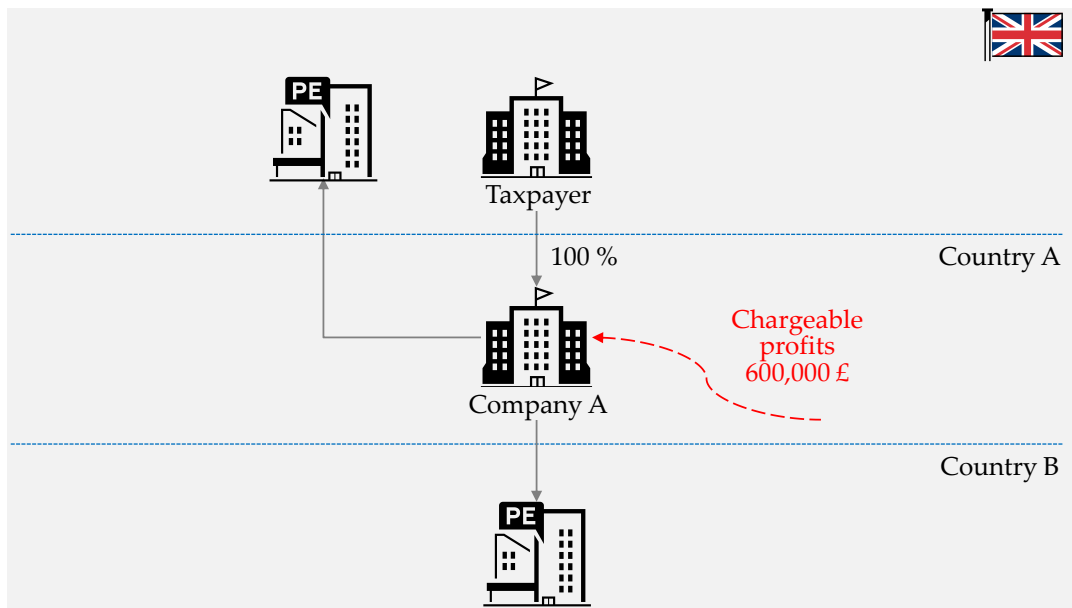 PE
Taxpayer
100 %
Country A
Chargeable
profits
600,000 £
Company A
Country B
PE